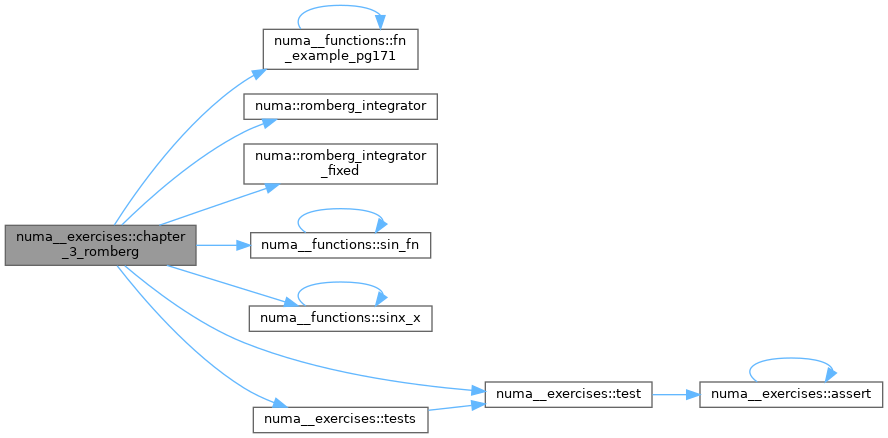 numa__functions::fn
_example_pg171
numa::romberg_integrator
numa::romberg_integrator
_fixed
numa__exercises::chapter
_3_romberg
numa__functions::sin_fn
numa__functions::sinx_x
numa__exercises::test
numa__exercises::assert
numa__exercises::tests